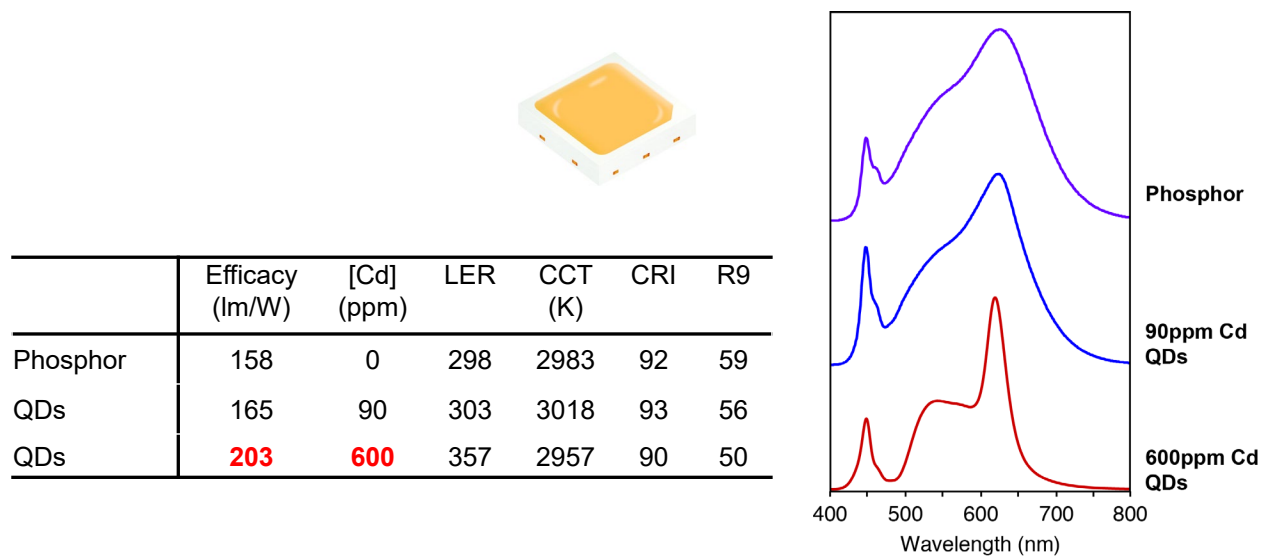 Efficacy (lm/W) [Cd] (ppm) LER CCT (K) CRI R9
Phosphor 158 0 298 2983 92 59
QDs 165 90 303 3018 93 56
QDs 203 600 357 2957 90 50
Phosphor
90ppm Cd
QDs
600ppm Cd
QDs
400 500 600 700 800
Wavelength (nm)